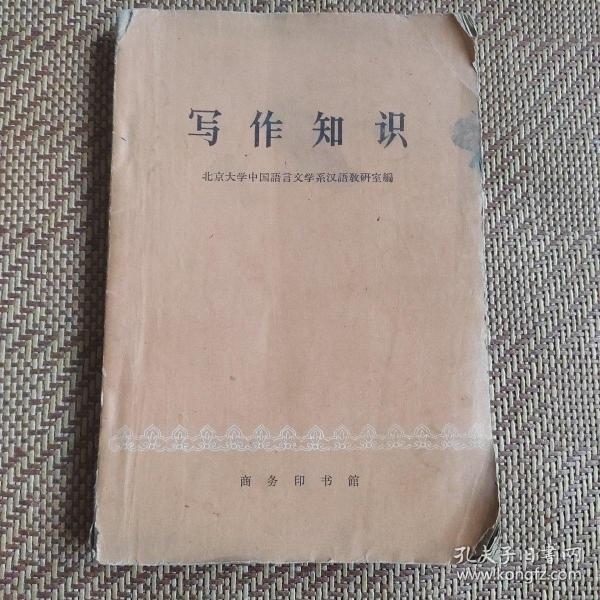 写作知识
北京大学中国語言文学系汉語教研室編
商务印书館
孔夫子旧书网
www.kongfz.com